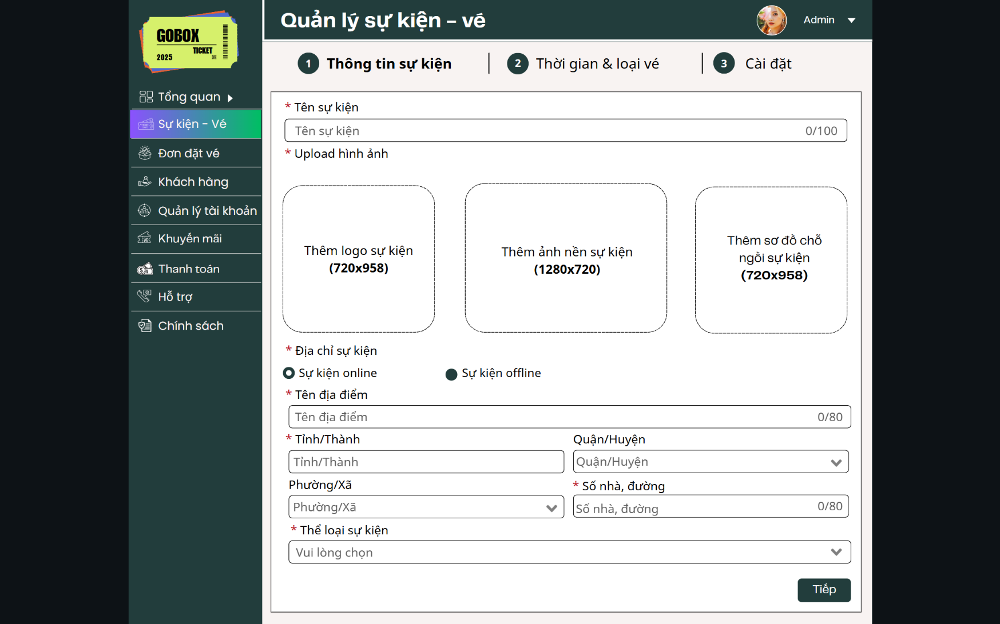 GOBOX
TICKET
2025
Tổng quan
Sự kiện - Vé
Đơn đặt vé
Khách hàng
Quản lý tài khoản
Khuyến mãi
Thanh toán
Hỗ trợ
Chính sách
Quản lý sự kiện – vé
Admin
1 Thông tin sự kiện
2 Thời gian & loại vé
3 Cài đặt
* Tên sự kiện
Tên sự kiện 0/100
* Upload hình ảnh
Thêm logo sự kiện
(720x958)
Thêm ảnh nền sự kiện
(1280x720)
Thêm sơ đồ chỗ
ngồi sự kiện
(720x958)
* Địa chỉ sự kiện
Sự kiện online
Sự kiện offline
* Tên địa điểm
Tên địa điểm 0/80
* Tỉnh/Thành
Quận/Huyện
Tỉnh/Thành
Quận/Huyện
Phường/Xã
* Số nhà, đường
Phường/Xã
Số nhà, đường 0/80
* Thể loại sự kiện
Vui lòng chọn
Tiếp